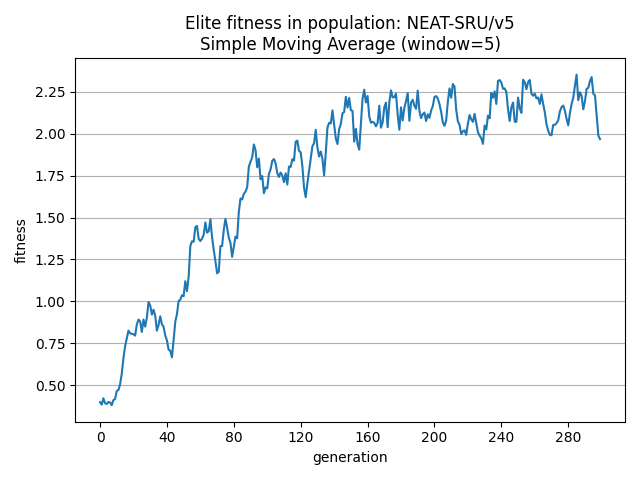 Elite fitness in population: NEAT-SRU/v5
Simple Moving Average (window=5)
fitness
2.25
2.00
1.75
1.50
1.25
1.00
0.75
0.50
0 40 80 120 160 200 240 280
generation